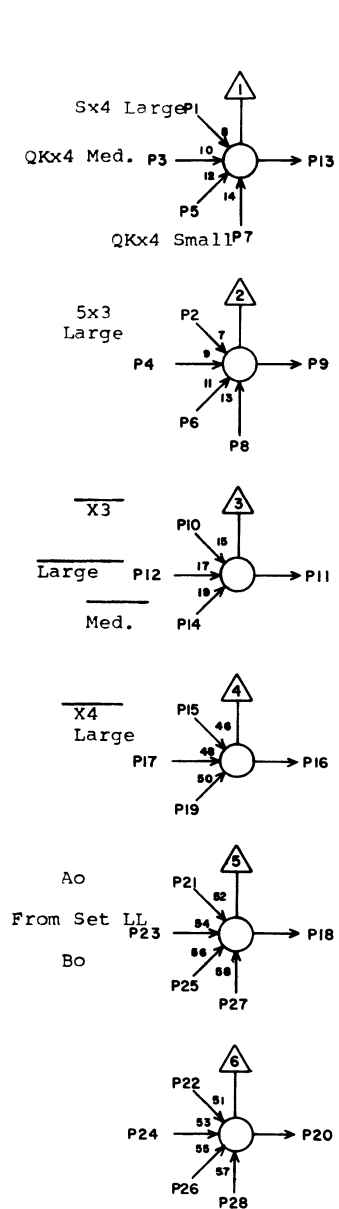 1
Sx4 Large P1
8
QKx4 Med. P3 10 P13
12
14
P5
QKx4 Small P7
2
5x3 P2
Large 7
P4 9 P9
11 13
P6
P8
3
X3
P10 15
Large P12 17 P11
19
Med. P14
4
X4 P15
46
Large
P17 48 P16
50
P19
5
Ao P21
52
From Set LL P23 54 P18
56
Bo 58
P25
P27
6
P22
51
P24 53 P20
55
57
P26
P28